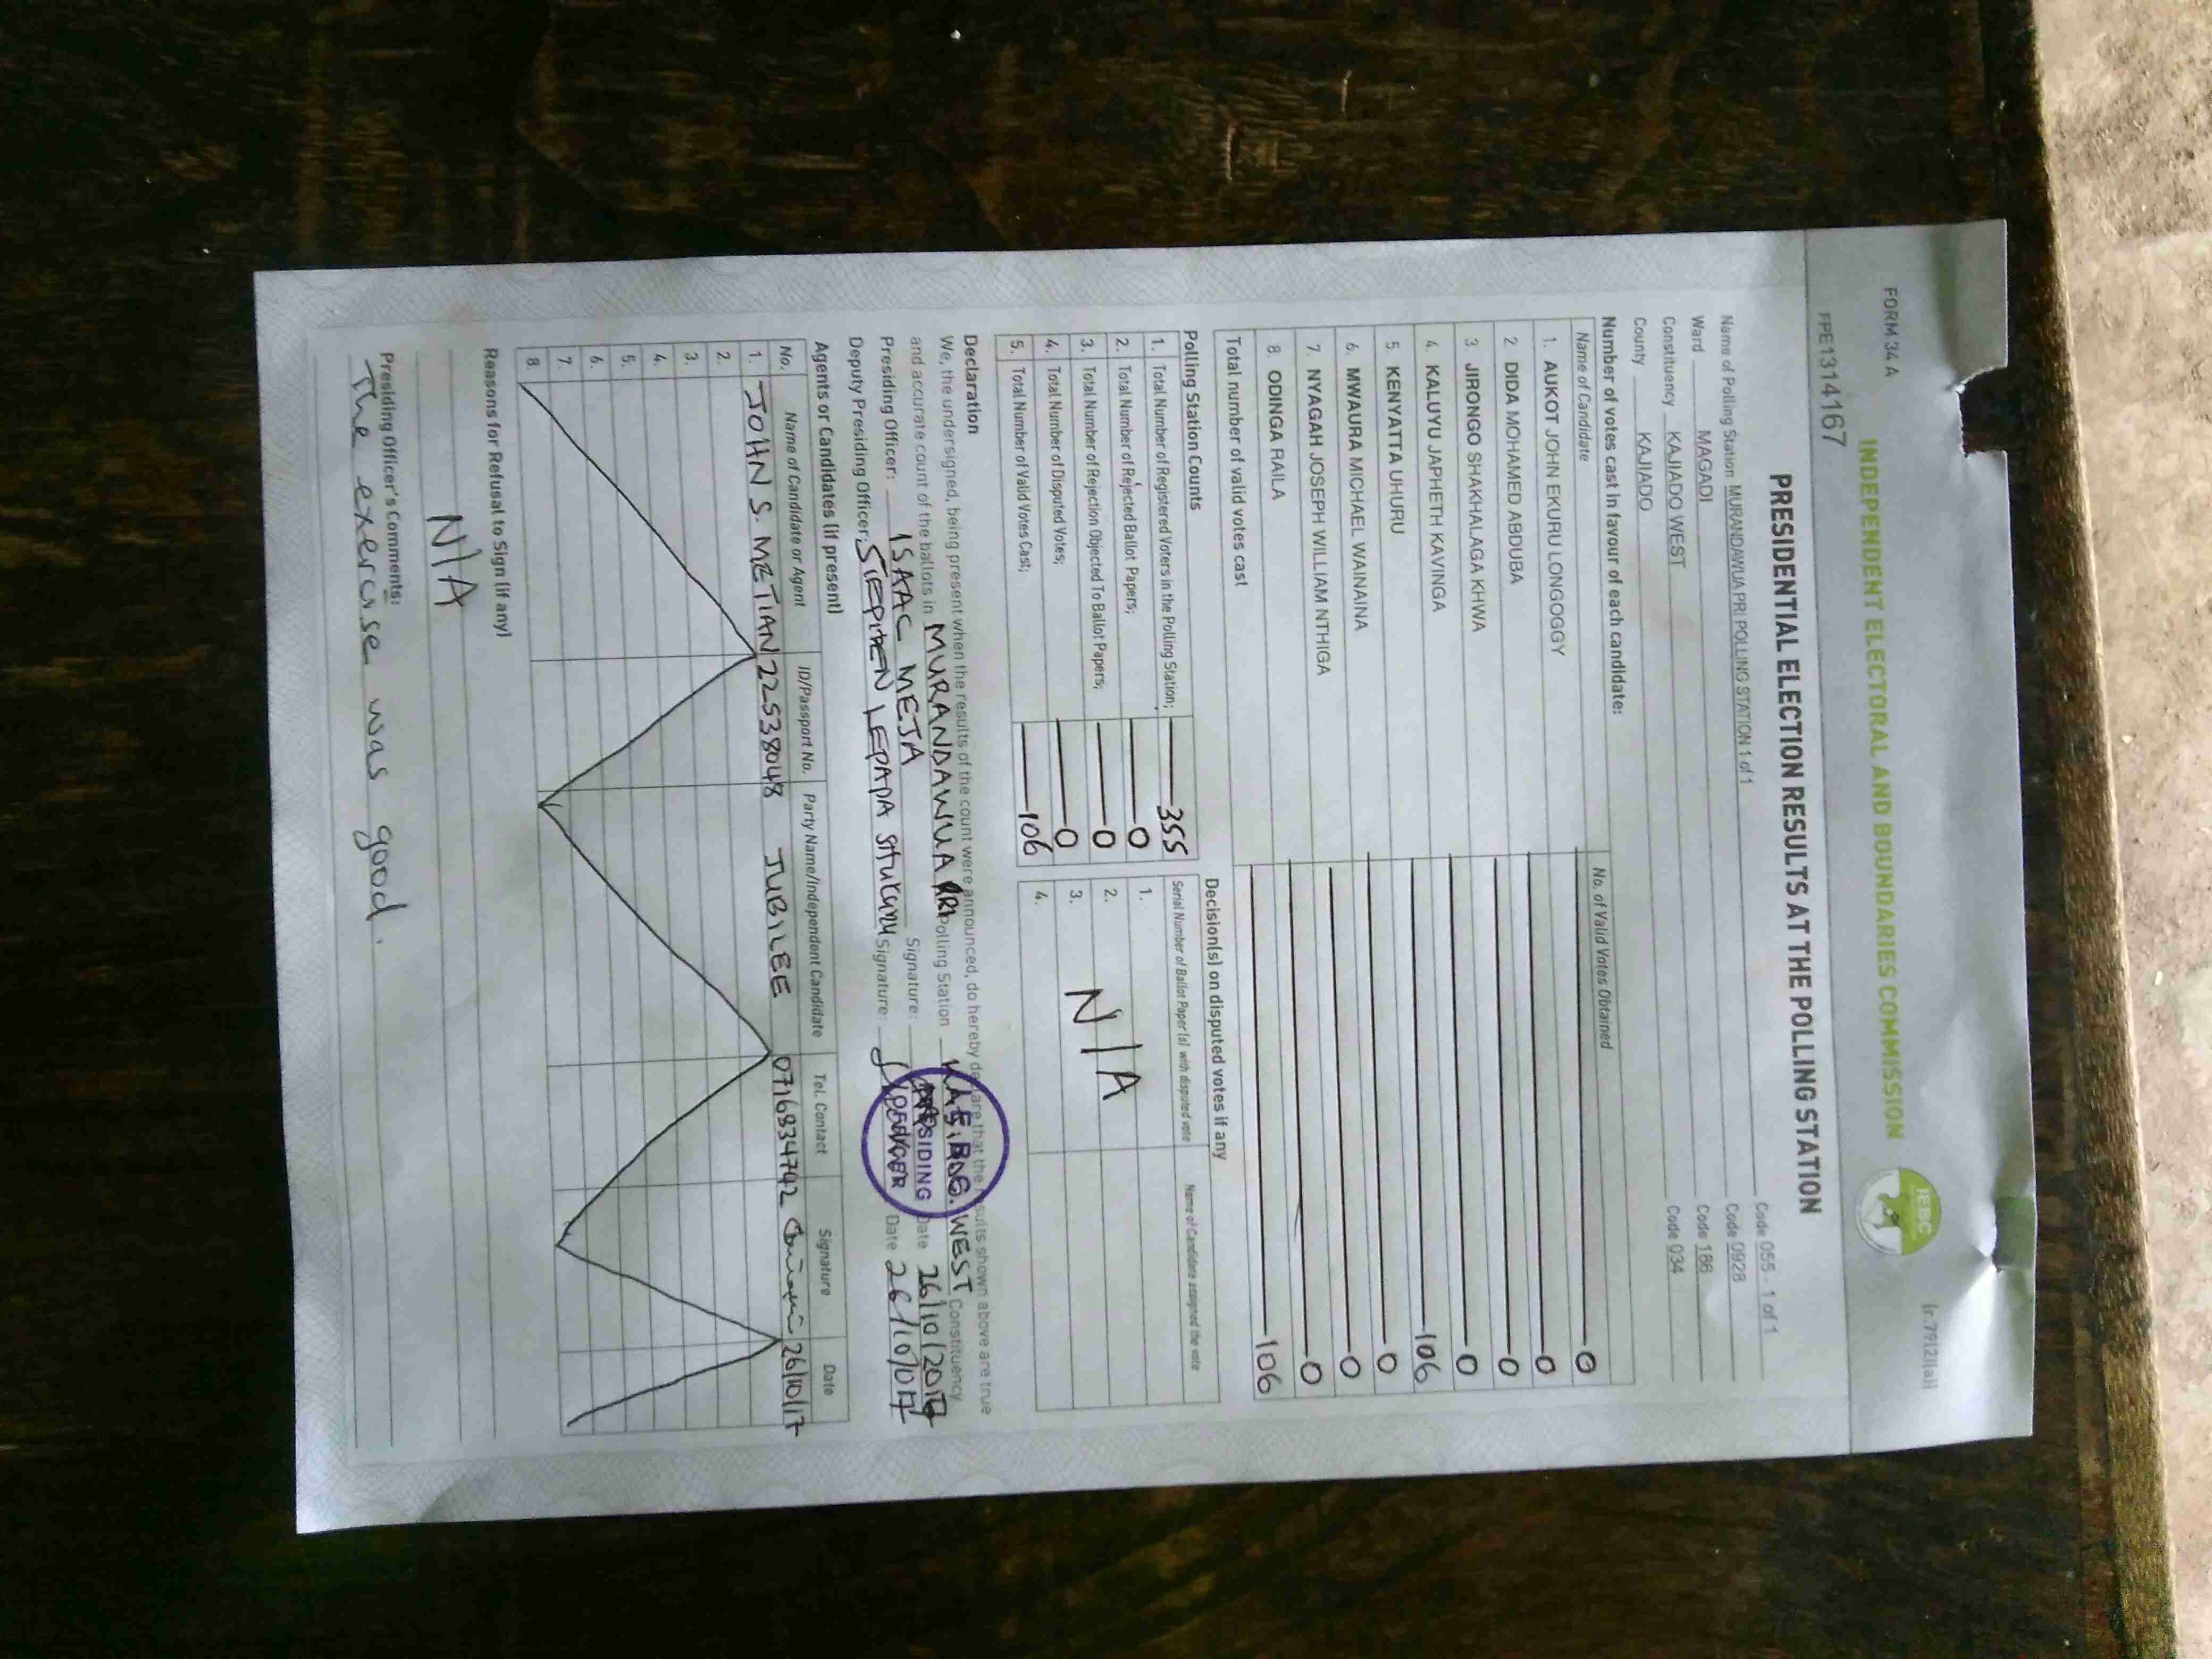 FORM 34 A
INDEPENDENT ELECTORAL AND BOUNDARIES COMMISSION
IEBC
FPE1314167
PRESIDENTIAL ELECTION RESULTS AT THE POLLING STATION
Name of Polling Station MURANDAWUA PRI POLLING STATION 1 of 1 Code 055 1 of 1
Ward MAGADI Code 0928
Constituency KAJIADO WEST Code 186
County KAJIADO Code 034
Number of votes cast in favour of each candidate:
Name of Candidate No. of Valid Votes Obtained
1. AUKOT JOHN EKURU LONGOGGY 0
2. DIDA MOHAMED ABDUBA 0
3. JIRONGO SHAKHALAGA KHWA 0
4. KALUYU JAPHETH KAVINGA 0
5. KENYATTA UHURU 106
6. MWAURA MICHAEL WAINAINA 0
7. NYAGAH JOSEPH WILLIAM NTHIGA 0
8. ODINGA RAILA 0
Total number of valid votes cast 106
Polling Station Counts
1. Total Number of Registered Voters in the Polling Station; 355
2. Total Number of Rejected Ballot Papers; 0
3. Total Number of Rejection Objected To Ballot Papers; 0
4. Total Number of Disputed Votes; 0
5. Total Number of Valid Votes Cast; 106
Decision(s) on disputed votes if any
Serial Number of Ballot Paper (s) with disputed vote Name of Candidate assigned the vote
1.
2.
3.
4.
N/A
Declaration
We, the undersigned, being present when the results of the count were announced, do hereby declare that the results shown above are true
and accurate count of the ballots in MURANDAWUA PRI Polling Station WEST Constituency
Presiding Officer: ISAAC MEJA Signature: Date 26/10/2017
Deputy Presiding Officer: STEPHEN LEPAPA Signature: Date 26/10/017
PRESIDING
Agents or Candidates (if present)
No. Name of Candidate or Agent ID/Passport No. Party Name/Independent Candidate Tel. Contact Signature Date
1. JOHN S. METIAN 22538048 JUBILEE 0716834742 26/10/17
2.
3.
4.
5.
6.
7.
8.
Reasons for Refusal to Sign (if any)
N/A
Presiding Officer's Comments:
The exercise was good.